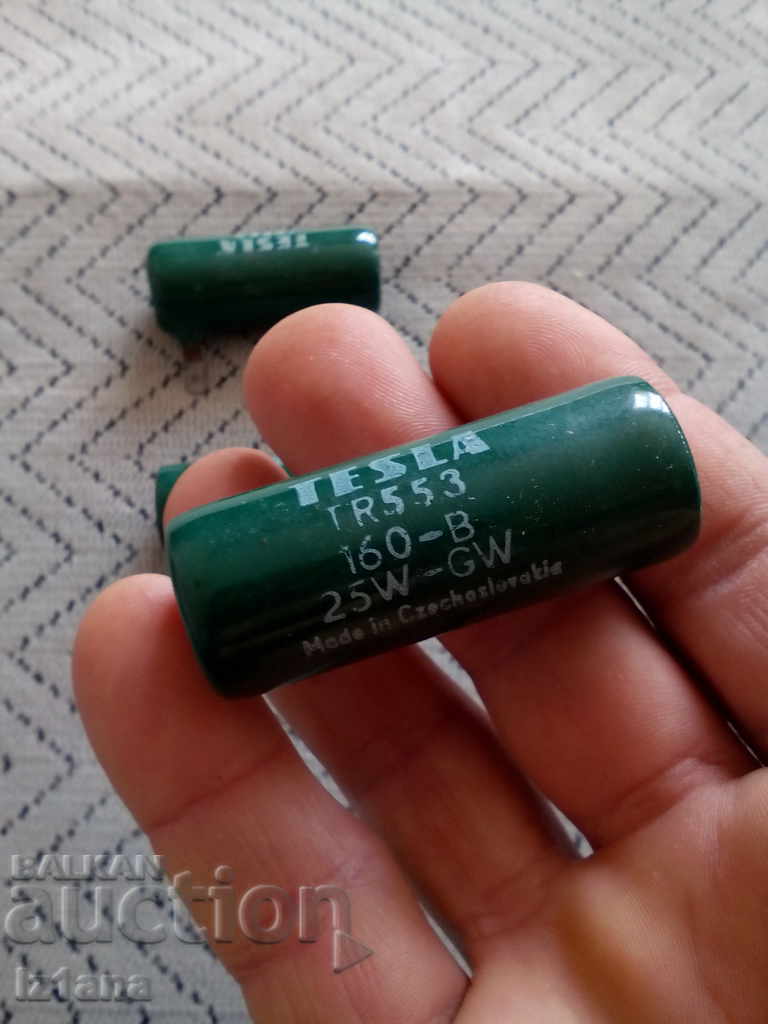 TESLA
TESLA
TR553
160-B
25W-GW
Made in Czechoslovakia
BALKAN
auction
iz1ana